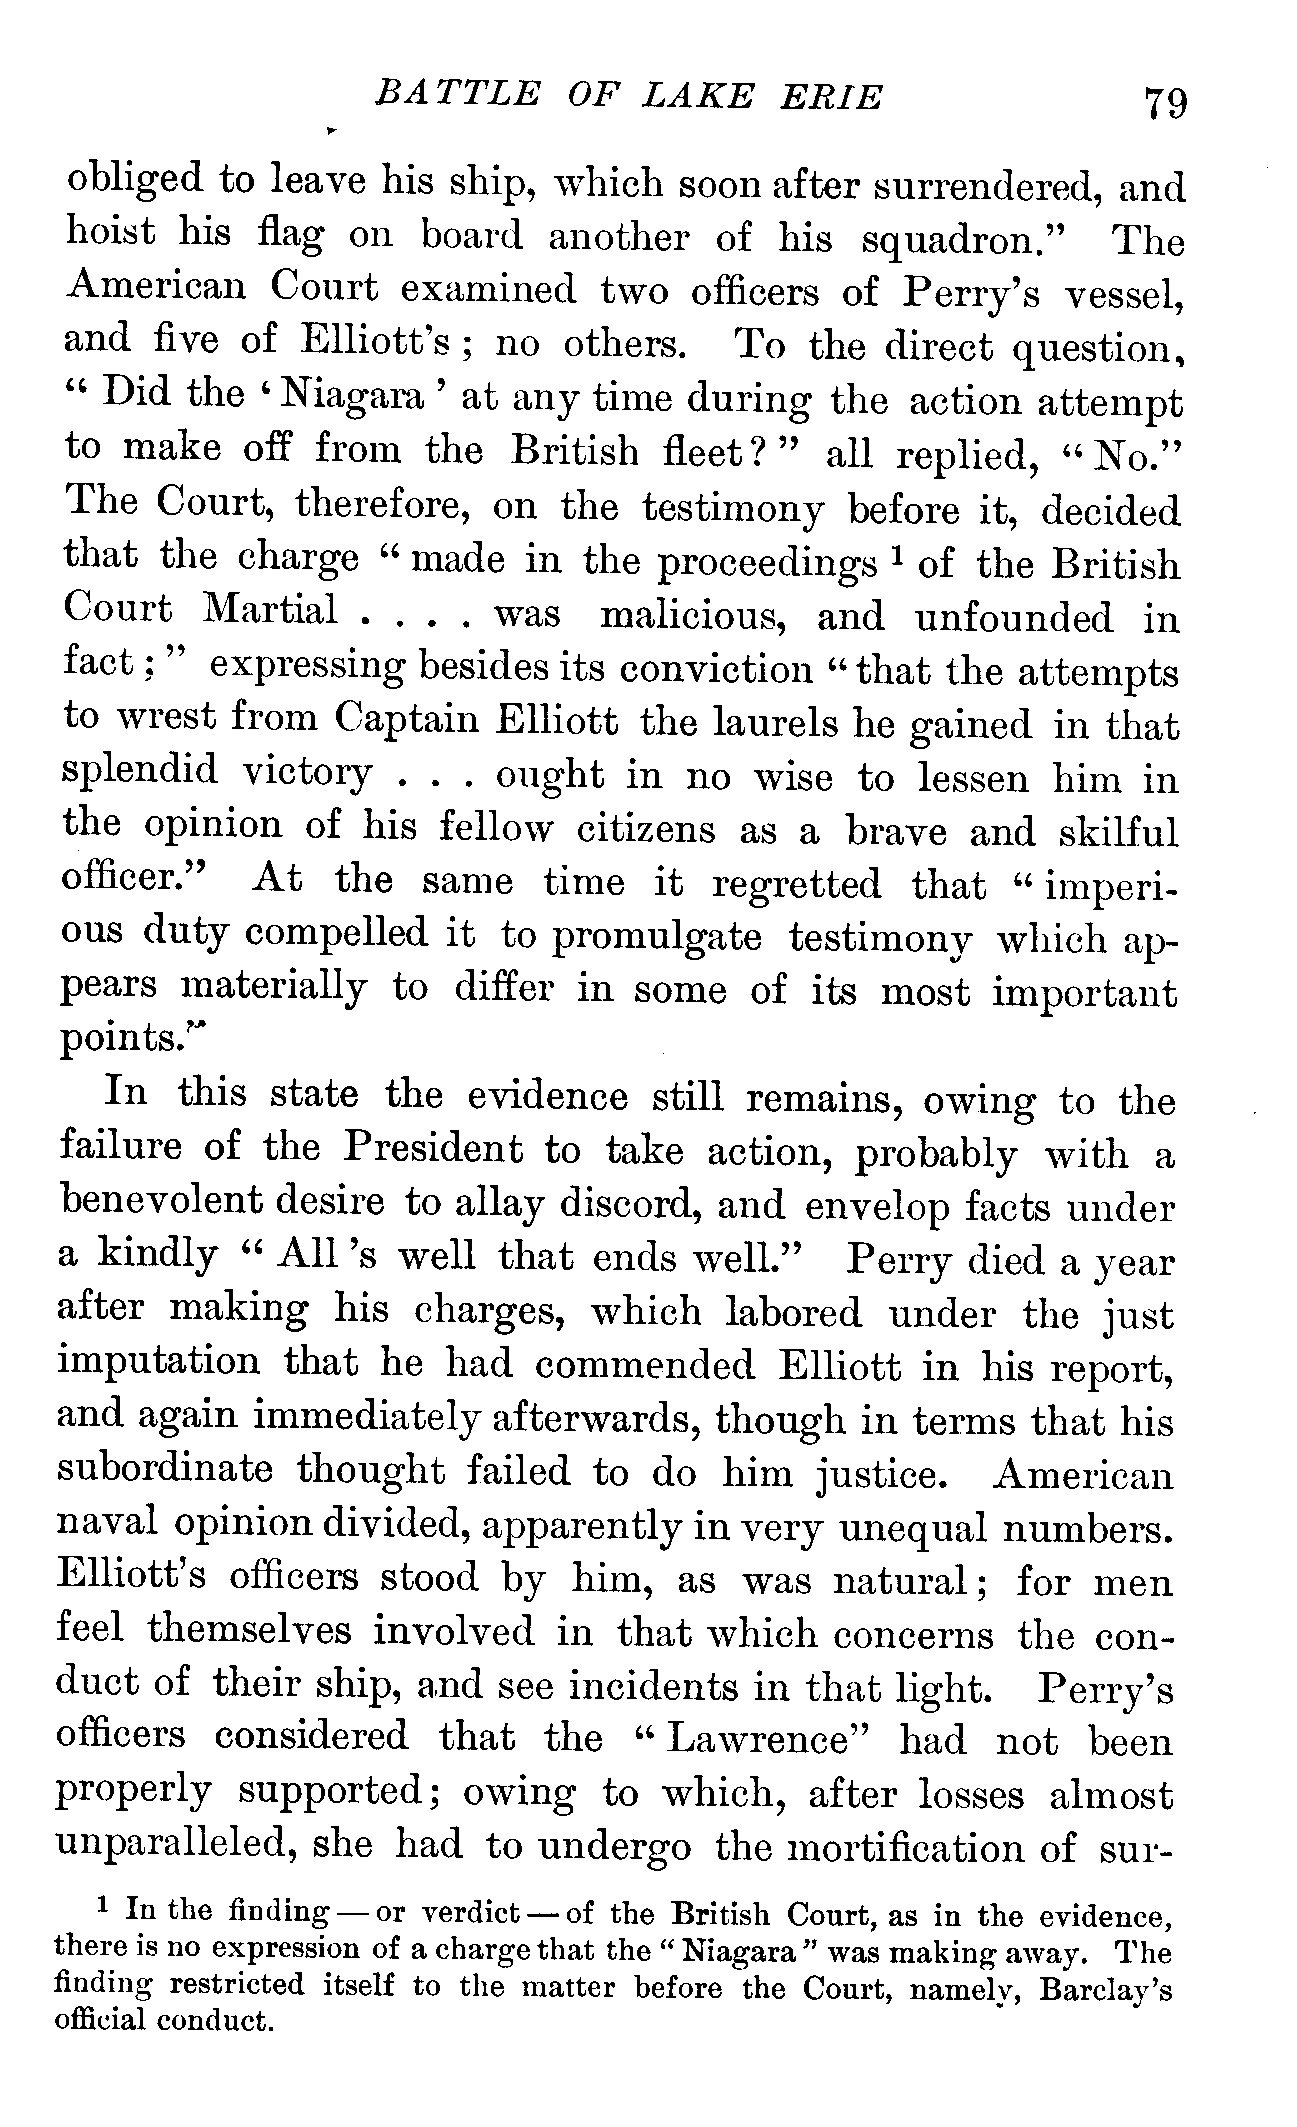 BATTLE OF LAKE ERIE 79
obliged to leave his ship, which soon after surrendered, and
hoist his flag on board another of his squadron.” The
American Court examined two officers of Perry’s vessel,
and five of Elliott’s ; no others. To the direct question,
“ Did the ‘ Niagara ’ at any time during the action attempt
to make off from the British fleet? ” all replied, “ No.”
The Court, therefore, on the testimony before it, decided
that the charge “ made in the proceedings ¹ of the British
Court Martial . . . . was malicious, and unfounded in
fact ; ” expressing besides its conviction “ that the attempts
to wrest from Captain Elliott the laurels he gained in that
splendid victory . . . ought in no wise to lessen him in
the opinion of his fellow citizens as a brave and skilful
officer.” At the same time it regretted that “ imperi-
ous duty compelled it to promulgate testimony which ap-
pears materially to differ in some of its most important
points.”
In this state the evidence still remains, owing to the
failure of the President to take action, probably with a
benevolent desire to allay discord, and envelop facts under
a kindly “ All ’s well that ends well.” Perry died a year
after making his charges, which labored under the just
imputation that he had commended Elliott in his report,
and again immediately afterwards, though in terms that his
subordinate thought failed to do him justice. American
naval opinion divided, apparently in very unequal numbers.
Elliott’s officers stood by him, as was natural ; for men
feel themselves involved in that which concerns the con-
duct of their ship, and see incidents in that light. Perry’s
officers considered that the “ Lawrence” had not been
properly supported; owing to which, after losses almost
unparalleled, she had to undergo the mortification of sur-
¹ In the finding — or verdict — of the British Court, as in the evidence,
there is no expression of a charge that the “ Niagara ” was making away. The
finding restricted itself to the matter before the Court, namely, Barclay’s
official conduct.